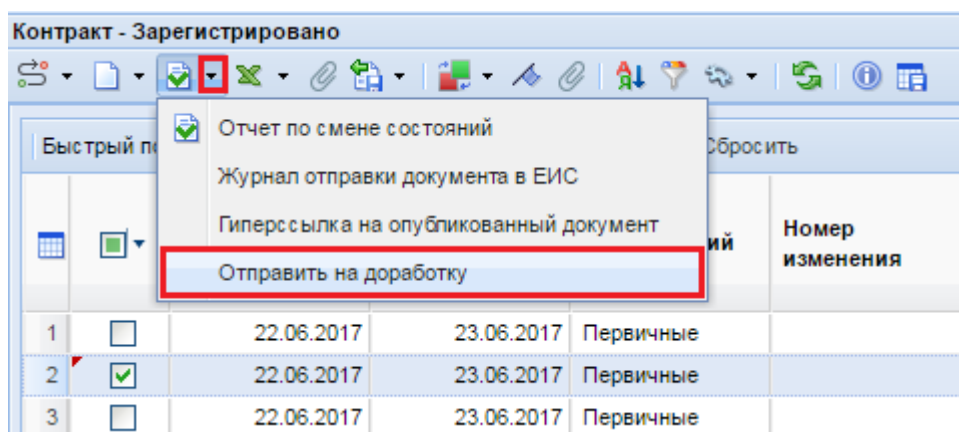 Контракт - Зарегистрировано
Отчет по смене состояний
Быстрый по
Сбросить
Журнал отправки документа в ЕИС
Гиперссылка на опубликованный документ
ий
Номер
изменения
Отправить на доработку
1 22.06.2017 23.06.2017 Первичные
2 22.06.2017 23.06.2017 Первичные
3 22.06.2017 23.06.2017 Первичные